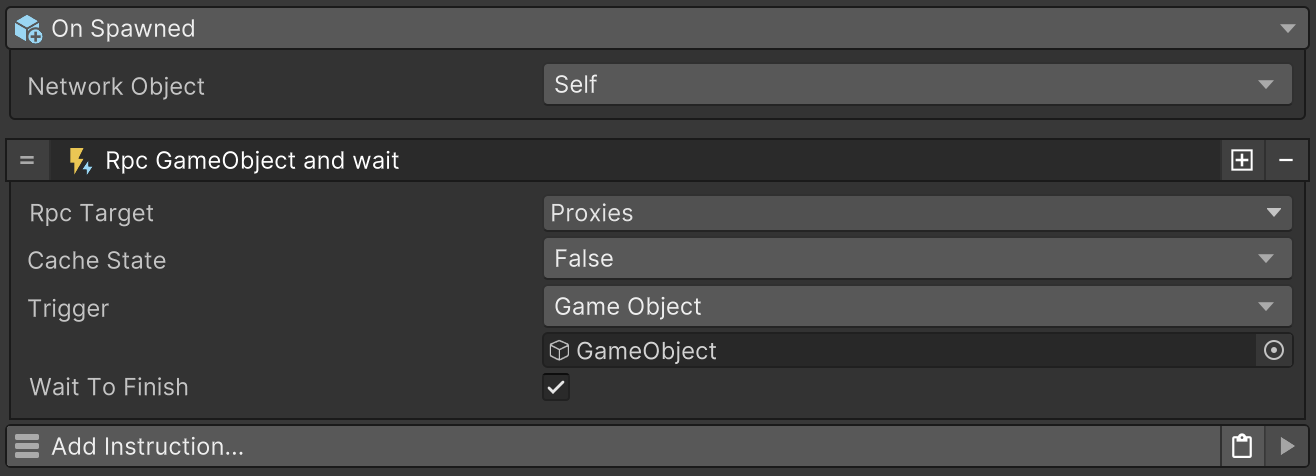 On Spawned
Network Object Self
Rpc GameObject and wait
Rpc Target Proxies
Cache State False
Trigger Game Object
GameObject
Wait To Finish
Add Instruction...